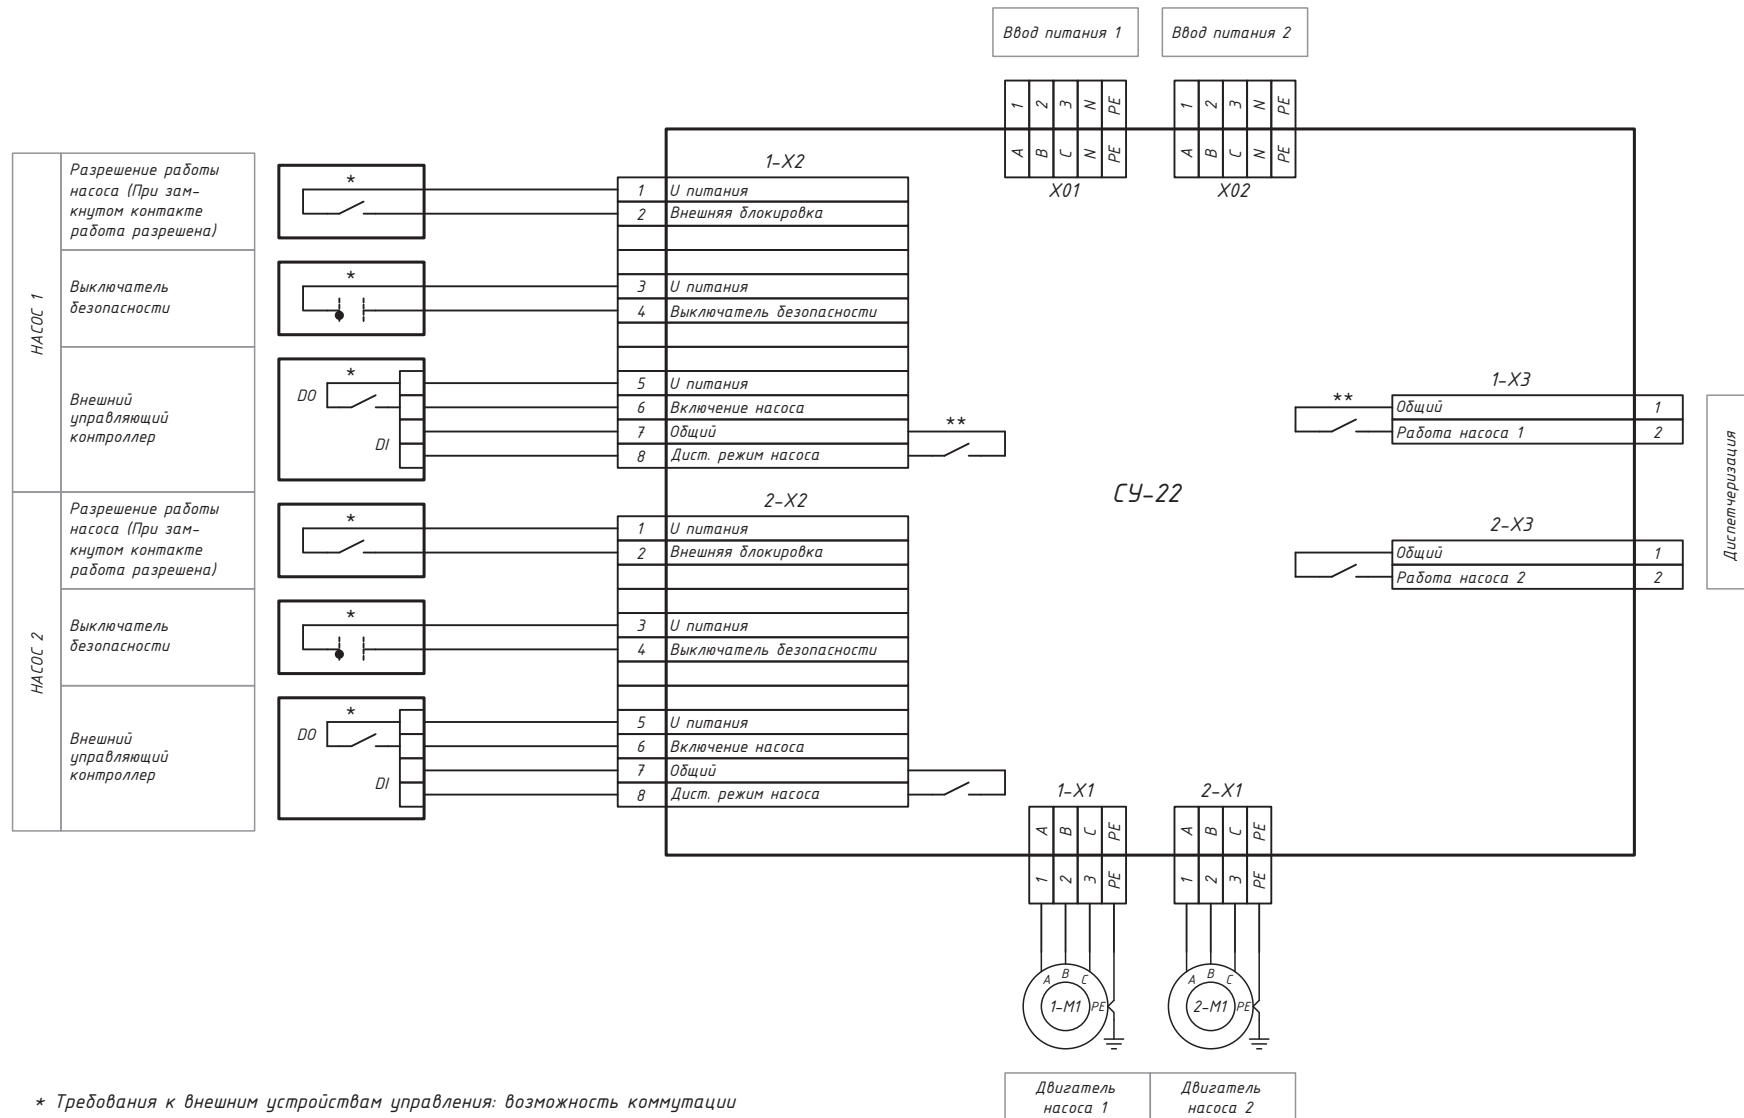 Ввод питания 1
Ввод питания 2
1 2 3 N PE
A B C N PE
X01
1 2 3 N PE
A B C N PE
X02
НАСОС 1
Разрешение работы
насоса (При зам-
кнутом контакте
работа разрешена)
*
Выключатель
безопасности
*
Внешний
управляющий
контроллер
*
DO
DI
1-X2
1 U питания
2 Внешняя блокировка
3 U питания
4 Выключатель безопасности
5 U питания
6 Включение насоса
7 Общий
8 Дист. режим насоса
**
НАСОС 2
Разрешение работы
насоса (При зам-
кнутом контакте
работа разрешена)
*
Выключатель
безопасности
*
Внешний
управляющий
контроллер
*
DO
DI
2-X2
1 U питания
2 Внешняя блокировка
3 U питания
4 Выключатель безопасности
5 U питания
6 Включение насоса
7 Общий
8 Дист. режим насоса
СУ-22
1-X3
**
Общий 1
Работа насоса 1 2
2-X3
Общий 1
Работа насоса 2 2
Диспетчеризация
1-X1
A B C PE
1 2 3 PE
A B C
1-M1 PE
2-X1
A B C PE
1 2 3 PE
A B C
2-M1 PE
Двигатель
насоса 1
Двигатель
насоса 2
* Требования к внешним устройствам управления: возможность коммутации